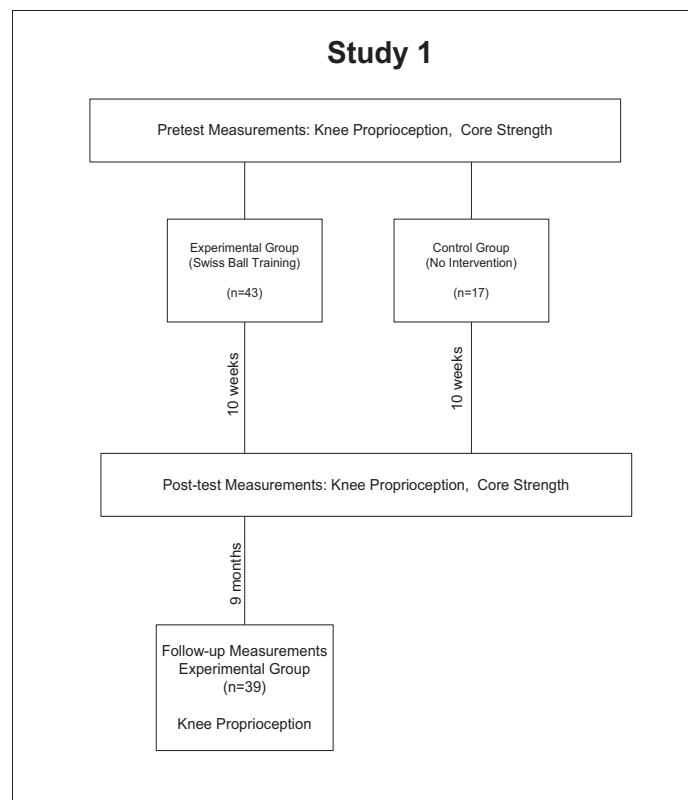 Study 1
Pretest Measurements: Knee Proprioception, Core Strength
Experimental Group
(Swiss Ball Training)
(n=43)
Control Group
(No Intervention)
(n=17)
10 weeks
10 weeks
Post-test Measurements: Knee Proprioception, Core Strength
9 months
Follow-up Measurements
Experimental Group
(n=39)
Knee Proprioception